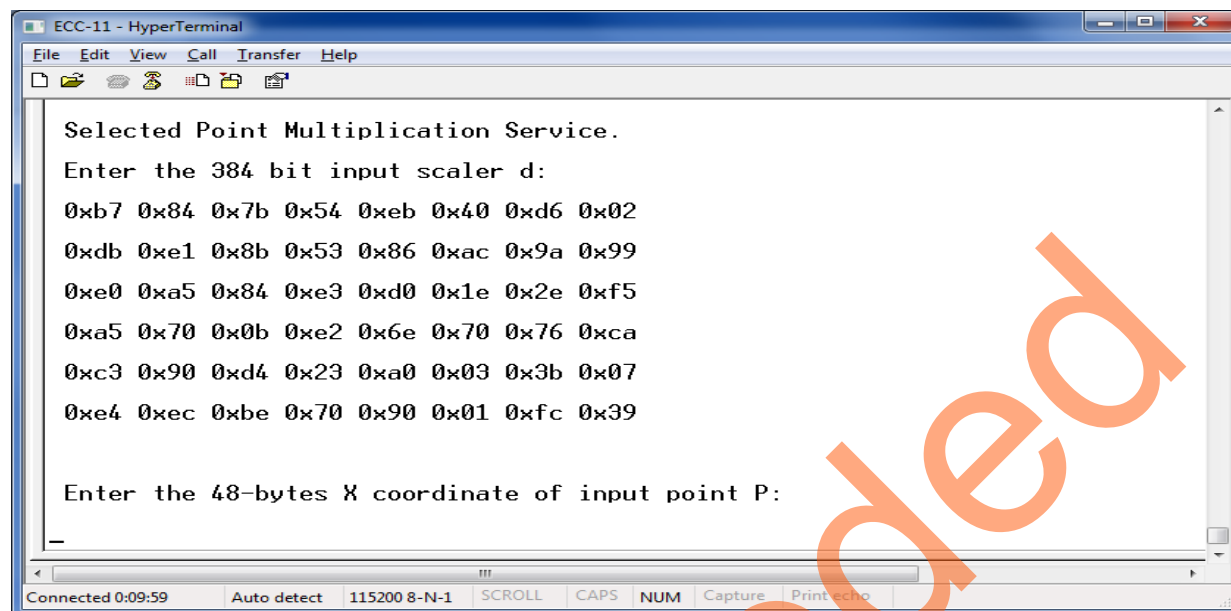 ECC-11 - HyperTerminal
File Edit View Call Transfer Help
Selected Point Multiplication Service.
Enter the 384 bit input scaler d:
0xb7 0x84 0x7b 0x54 0xeb 0x40 0xd6 0x02
0xdb 0xe1 0x8b 0x53 0x86 0xac 0x9a 0x99
0xe0 0xa5 0x84 0xe3 0xd0 0x1e 0x2e 0xf5
0xa5 0x70 0x0b 0xe2 0x6e 0x70 0x76 0xca
0xc3 0x90 0xd4 0x23 0xa0 0x03 0x3b 0x07
0xe4 0xec 0xbe 0x70 0x90 0x01 0xfc 0x39
Enter the 48-bytes X coordinate of input point P:
_
Connected 0:09:59 Auto detect 115200 8-N-1 SCROLL CAPS NUM Capture Print echo
ded